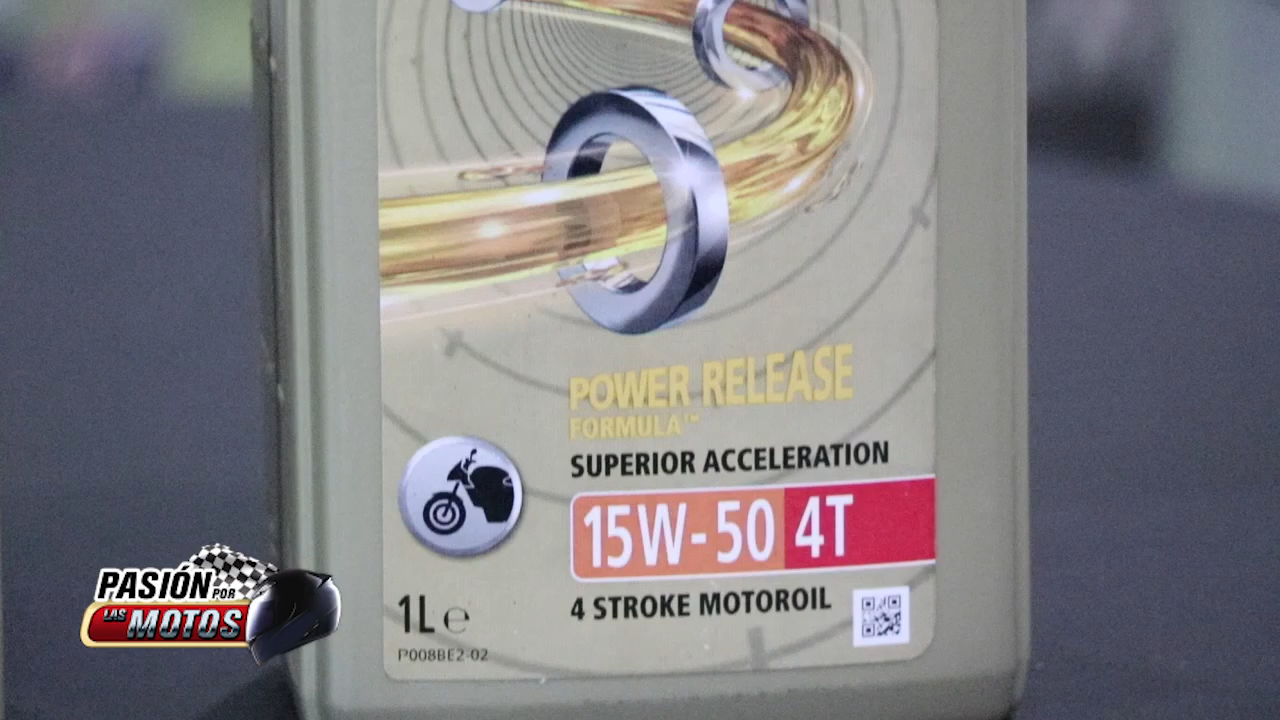 POWER RELEASE
FORMULA™
SUPERIOR ACCELERATION
15W-50 4T
4 STROKE MOTOROIL
1L ℮
P008BE2-02
PASIÓN POR
LAS MOTOS